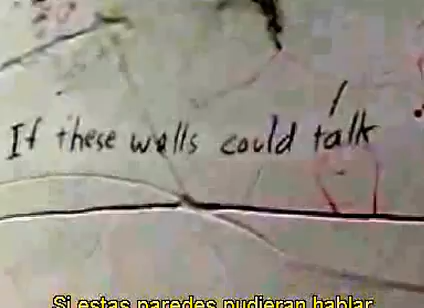 If these walls could talk
Si estas paredes pudieran hablar